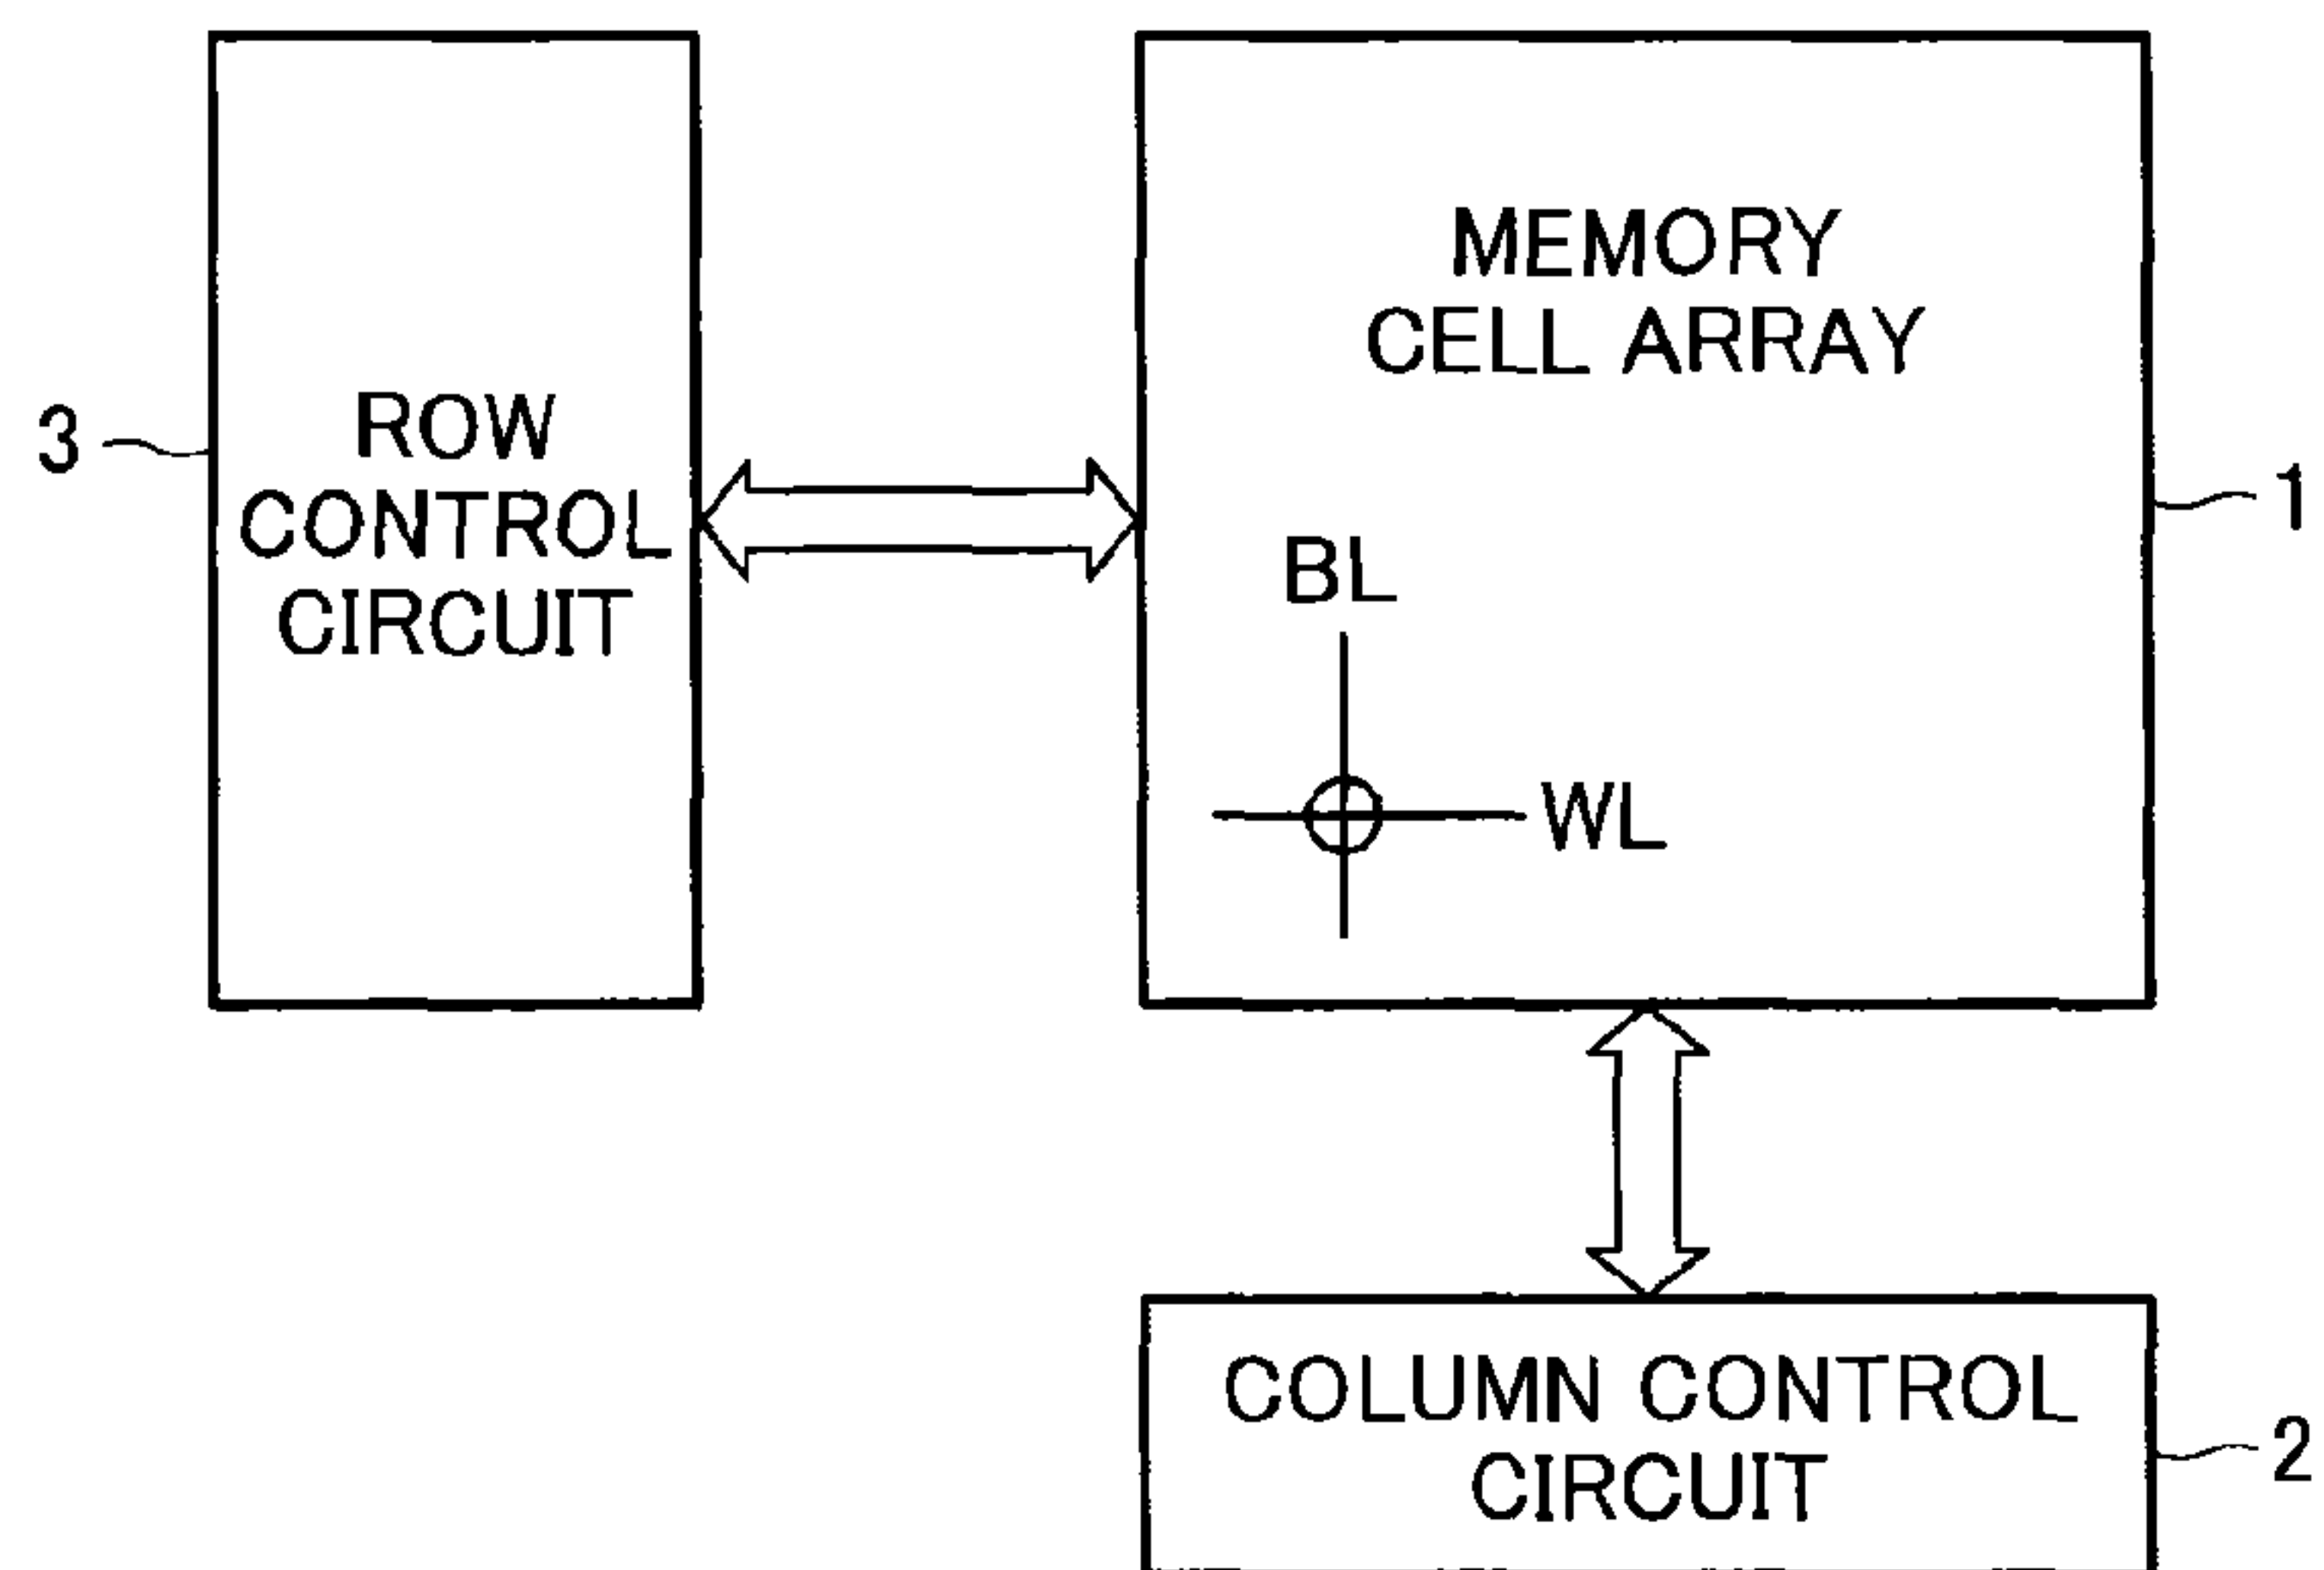 MEMORY
CELL ARRAY
3
ROW
CONTROL
CIRCUIT
1
BL
WL
COLUMN CONTROL
CIRCUIT
2